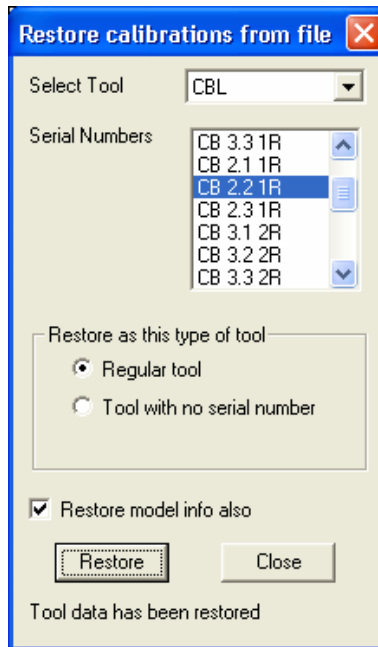 Restore calibrations from file
Select Tool CBL
Serial Numbers
CB 3.3 1R
CB 2.1 1R
CB 2.2 1R
CB 2.3 1R
CB 3.1 2R
CB 3.2 2R
CB 3.3 2R
Restore as this type of tool
Regular tool
Tool with no serial number
Restore model info also
Restore Close
Tool data has been restored